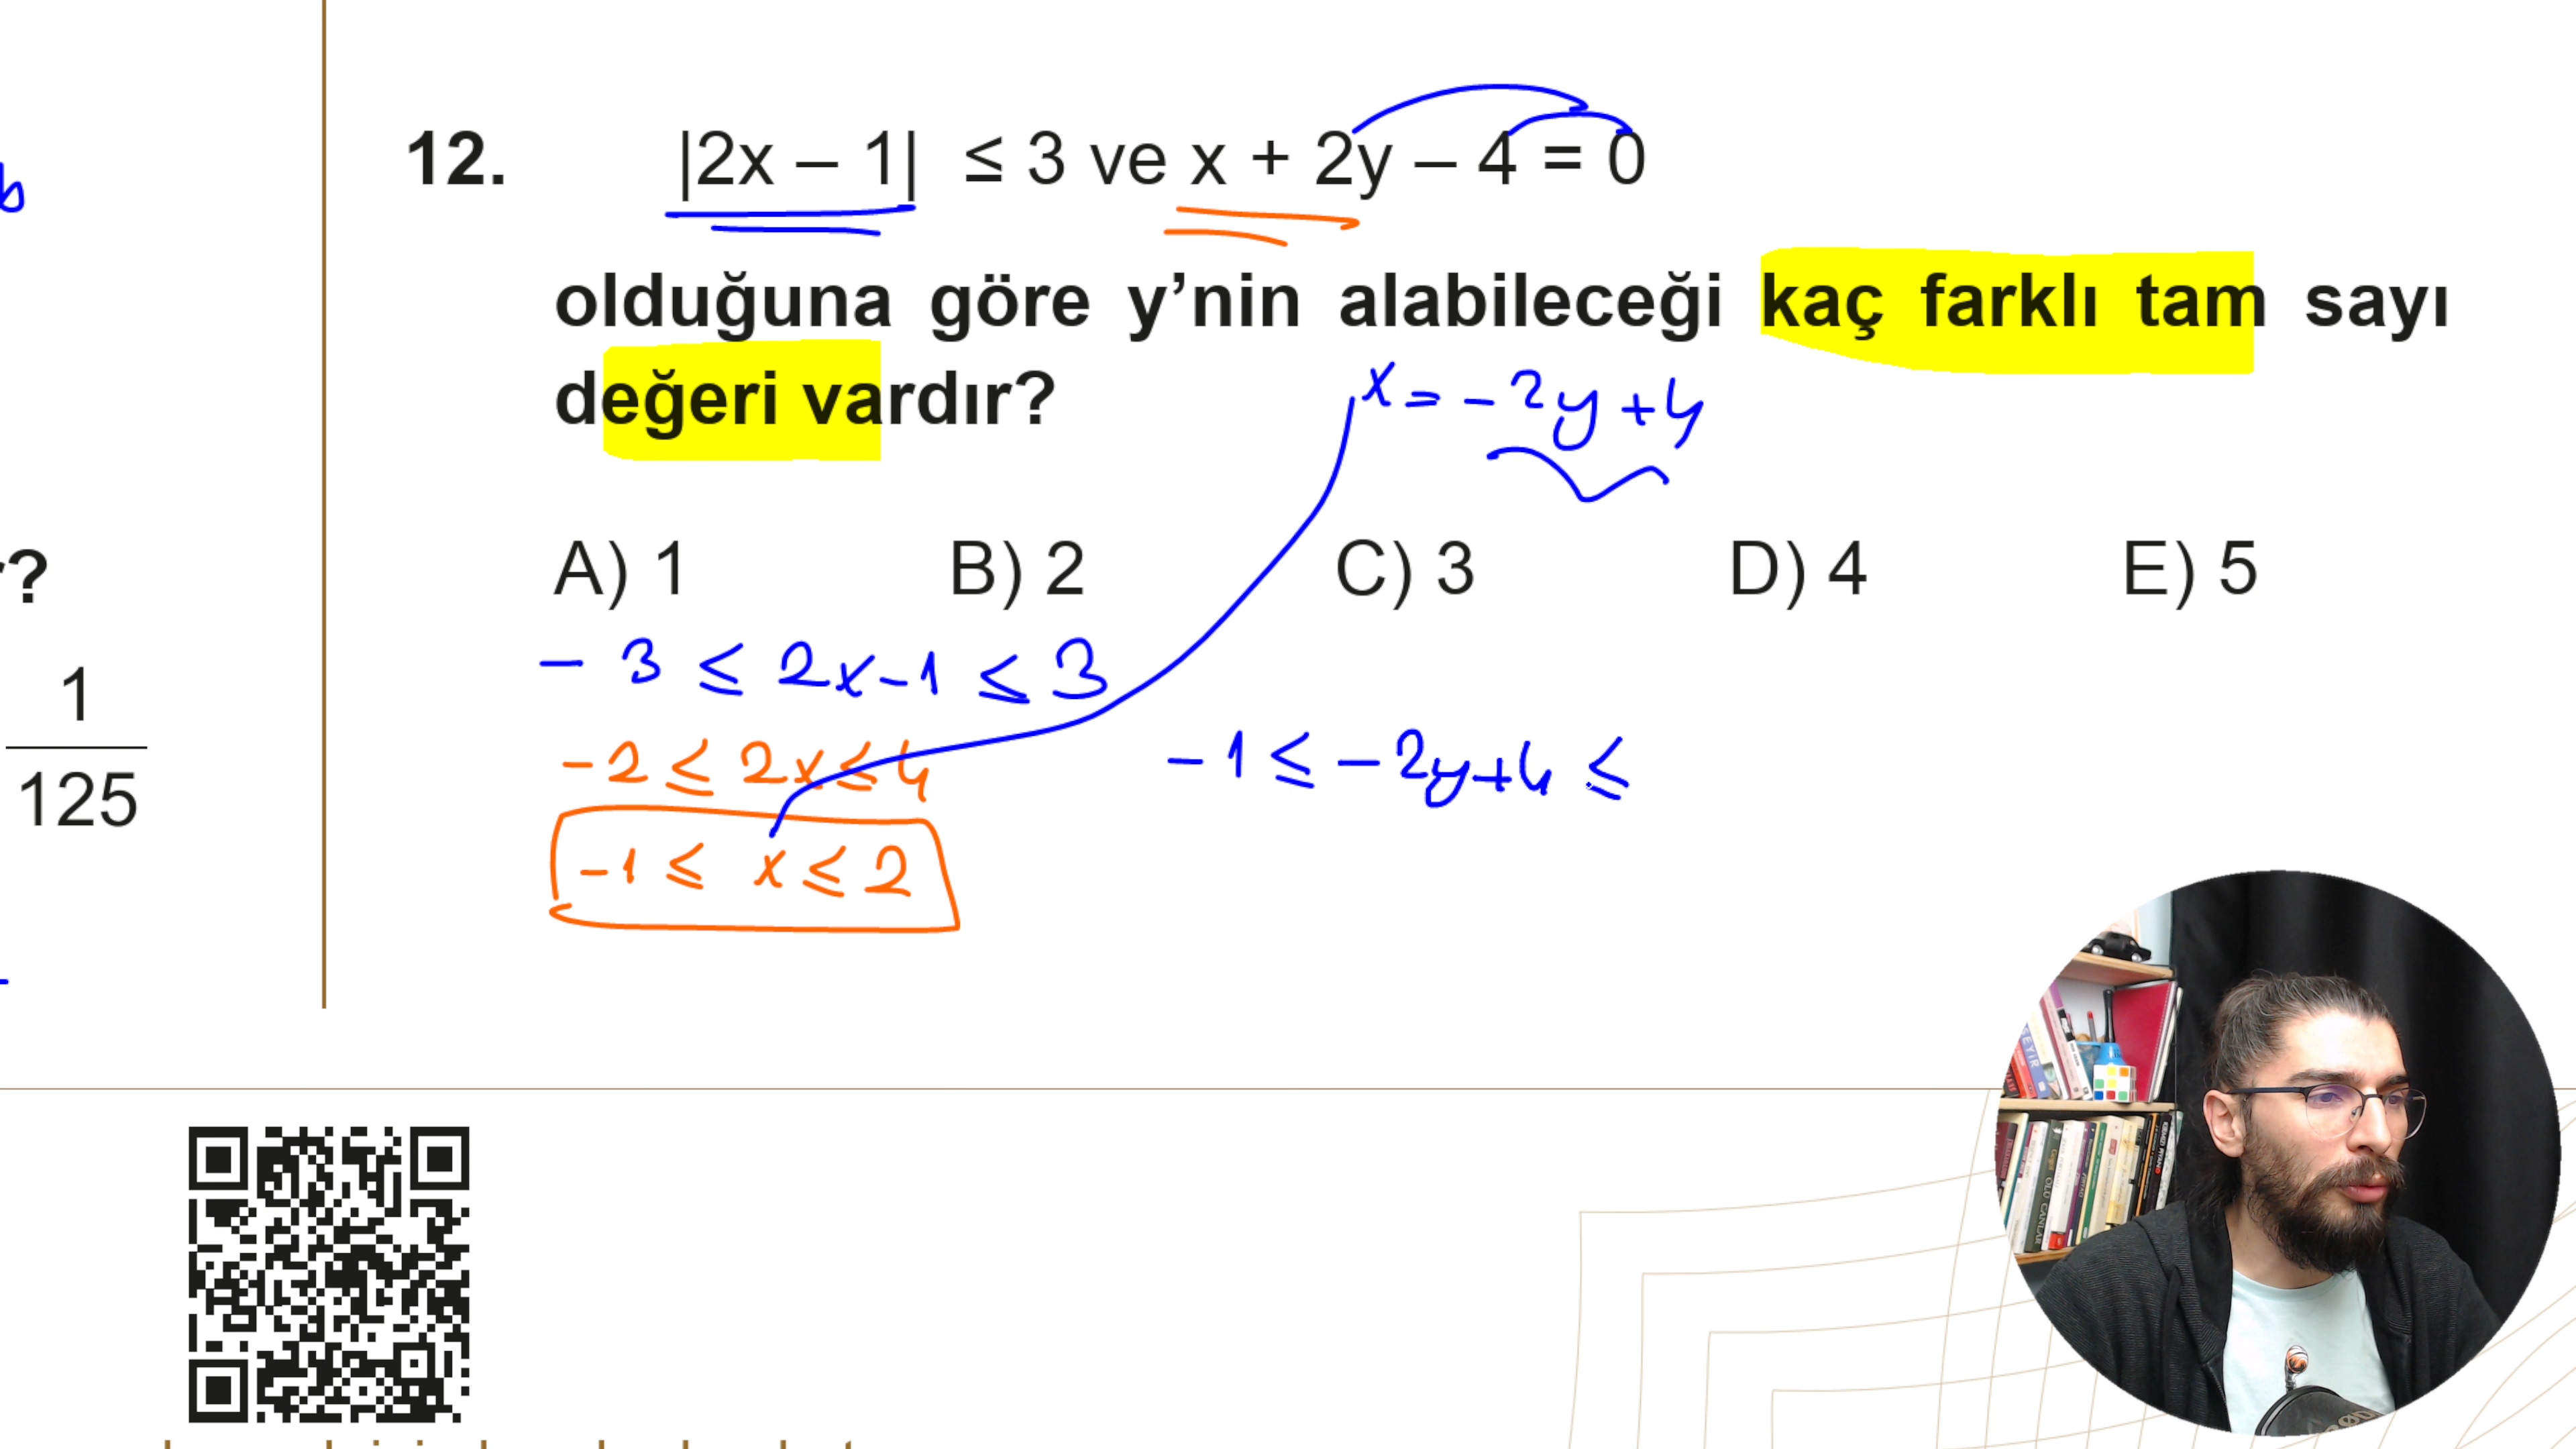 12. |2x – 1| ≤ 3 ve x + 2y – 4 = 0
olduğuna göre y’nin alabileceği kaç farklı tam sayı
değeri vardır?
x = -2y + 4
A) 1 B) 2 C) 3 D) 4 E) 5
-3 ≤ 2x-1 ≤ 3
-2 ≤ 2x ≤ 4
-1 ≤ -2y+4 ≤
-1 ≤ x ≤ 2
b
r?
1
125